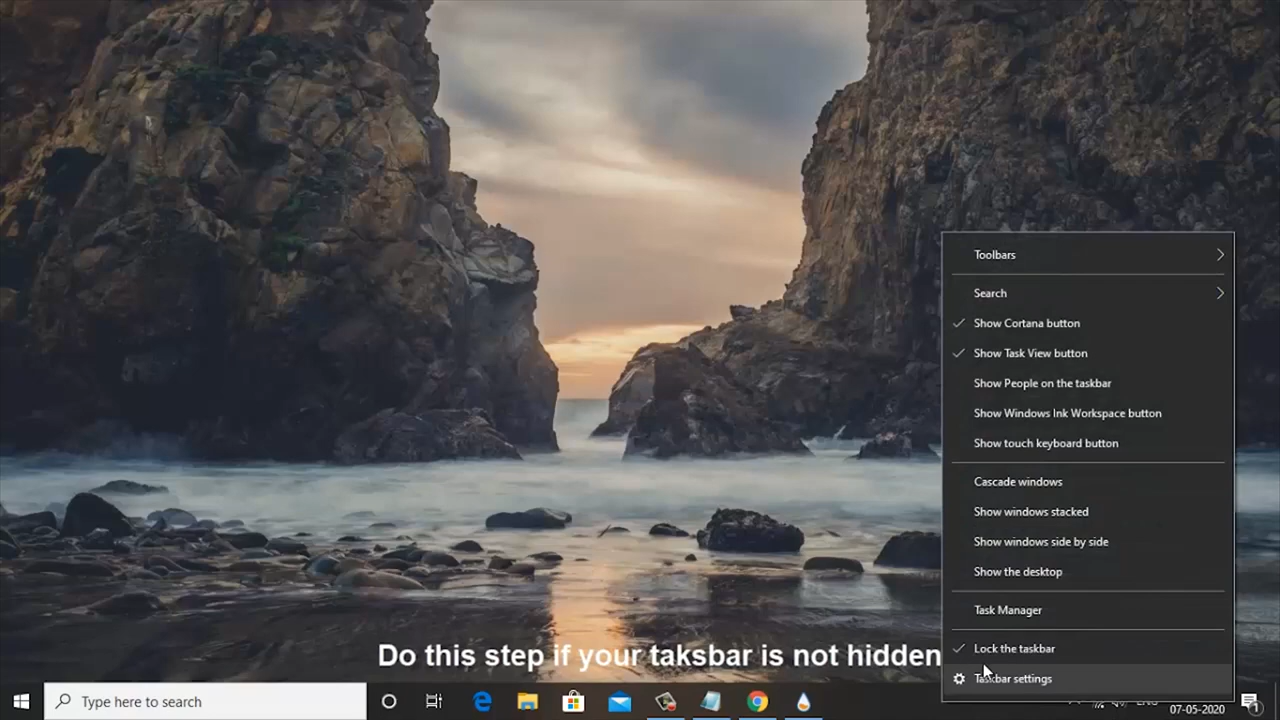 Toolbars
Search
Show Cortana button
Show Task View button
Show People on the taskbar
Show Windows Ink Workspace button
Show touch keyboard button
Cascade windows
Show windows stacked
Show windows side by side
Show the desktop
Task Manager
Lock the taskbar
Taskbar settings
Do this step if your taksbar is not hidden
Type here to search
07-05-2020
1